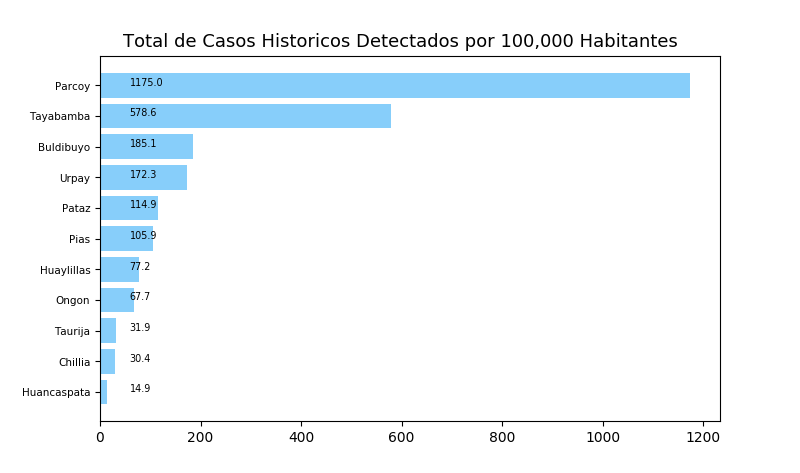 Total de Casos Historicos Detectados por 100,000 Habitantes
Parcoy 1175.0
Tayabamba 578.6
Buldibuyo 185.1
Urpay 172.3
Pataz 114.9
Pias 105.9
Huaylillas 77.2
Ongon 67.7
Taurija 31.9
Chillia 30.4
Huancaspata 14.9
0 200 400 600 800 1000 1200